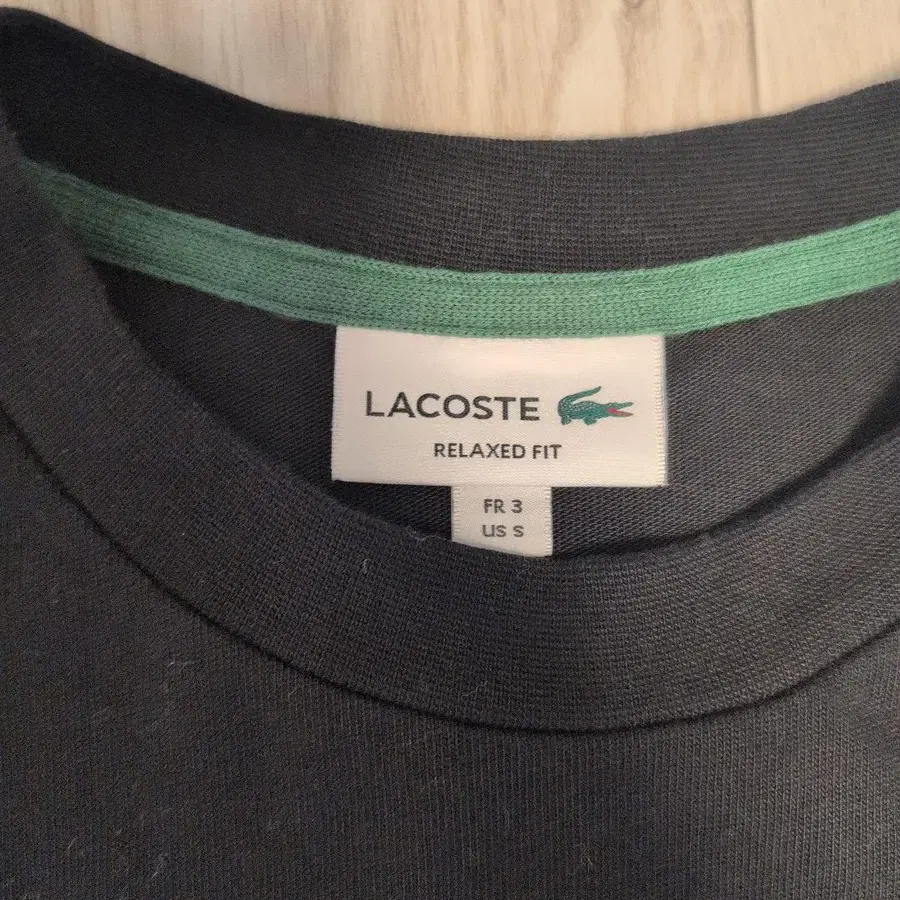 LACOSTE
RELAXED FIT
FR 3
US S